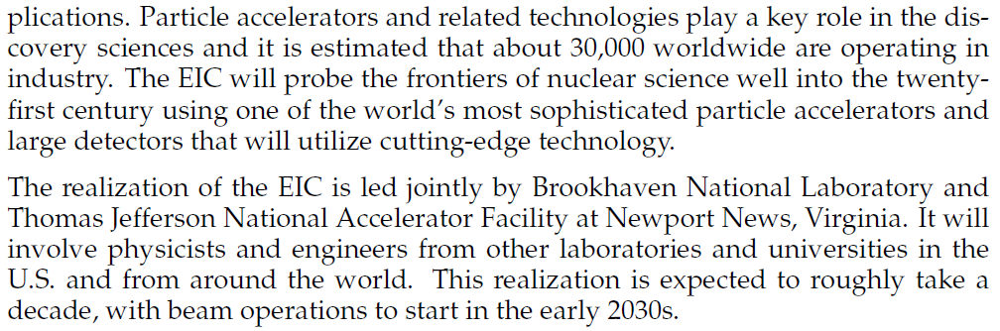 plications. Particle accelerators and related technologies play a key role in the dis-
covery sciences and it is estimated that about 30,000 worldwide are operating in
industry. The EIC will probe the frontiers of nuclear science well into the twenty-
first century using one of the world's most sophisticated particle accelerators and
large detectors that will utilize cutting-edge technology.
The realization of the EIC is led jointly by Brookhaven National Laboratory and
Thomas Jefferson National Accelerator Facility at Newport News, Virginia. It will
involve physicists and engineers from other laboratories and universities in the
U.S. and from around the world. This realization is expected to roughly take a
decade, with beam operations to start in the early 2030s.